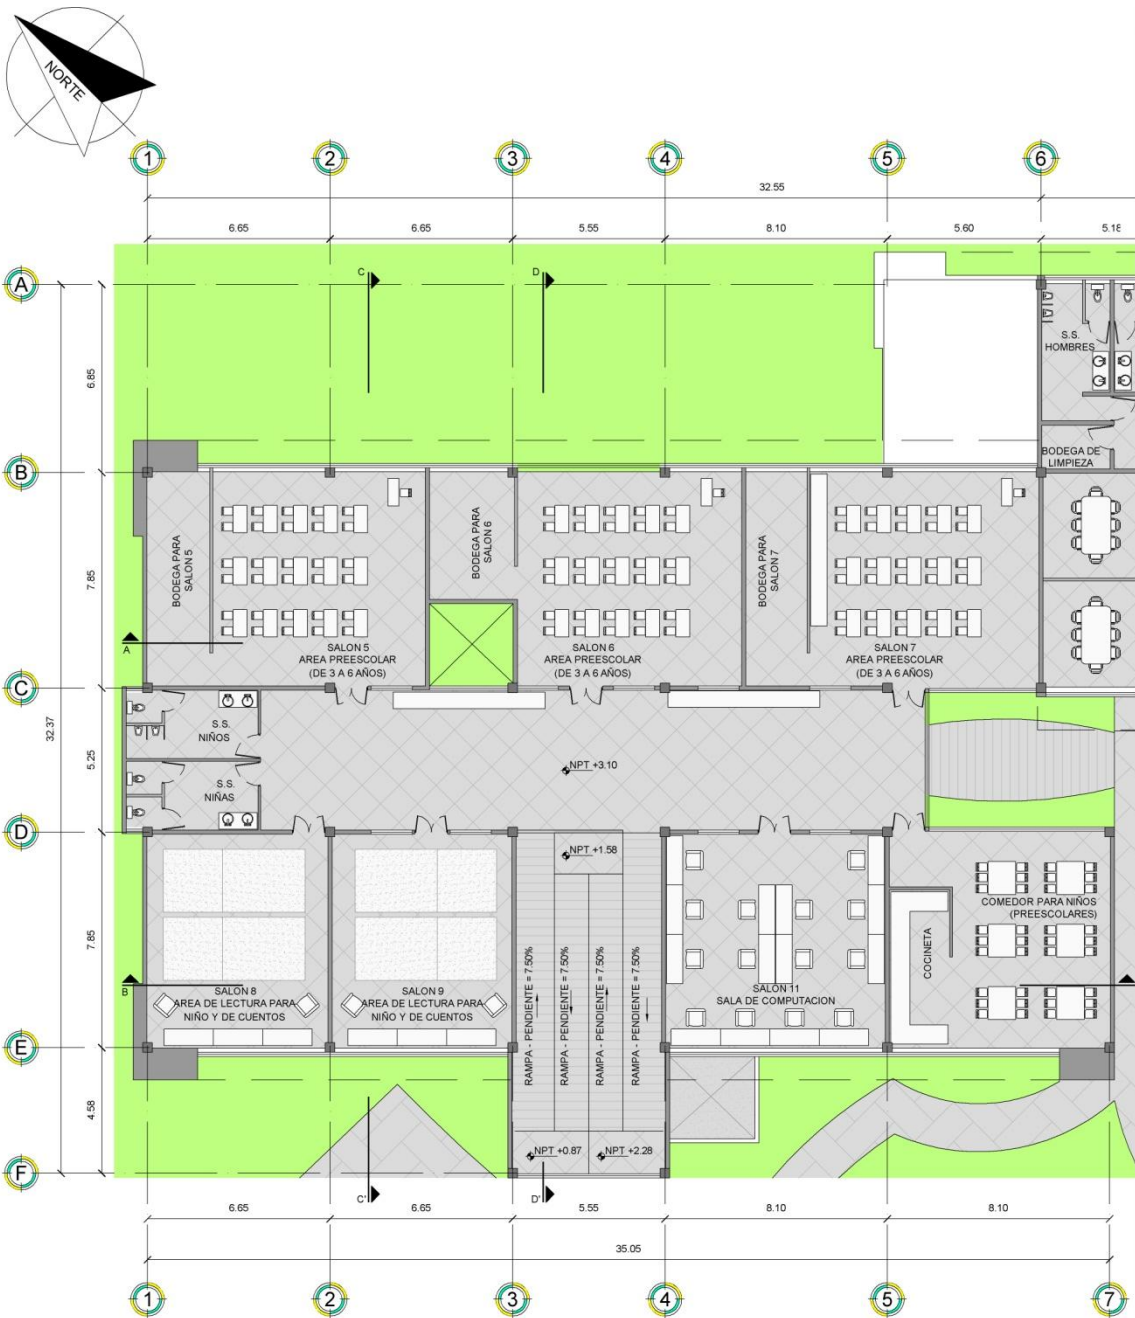 NORTE
1
2
3
4
5
6
32.55
6.65
6.65
5.55
8.10
5.60
5.18
A
C
D
6.85
S.S.
HOMBRES
B
BODEGA DE
LIMPIEZA
7.85
BODEGA PARA
SALON 5
BODEGA PARA
SALON 6
BODEGA PARA
SALON 7
A
SALON 5
AREA PREESCOLAR
(DE 3 A 6 AÑOS)
SALON 6
AREA PREESCOLAR
(DE 3 A 6 AÑOS)
SALON 7
AREA PREESCOLAR
(DE 3 A 6 AÑOS)
C
32.37
5.25
S.S.
NIÑOS
NPT +3.10
S.S.
NIÑAS
D
NPT +1.58
7.85
COMEDOR PARA NIÑOS
(PREESCOLARES)
COCINETA
RAMPA - PENDIENTE = 7.50%
RAMPA - PENDIENTE = 7.50%
RAMPA - PENDIENTE = 7.50%
RAMPA - PENDIENTE = 7.50%
B
SALON 8
AREA DE LECTURA PARA
NIÑO Y DE CUENTOS
SALON 9
AREA DE LECTURA PARA
NIÑO Y DE CUENTOS
SALON 11
SALA DE COMPUTACION
E
4.58
NPT +0.87
NPT +2.28
F
C'
D'
6.65
6.65
5.55
8.10
8.10
35.05
1
2
3
4
5
7